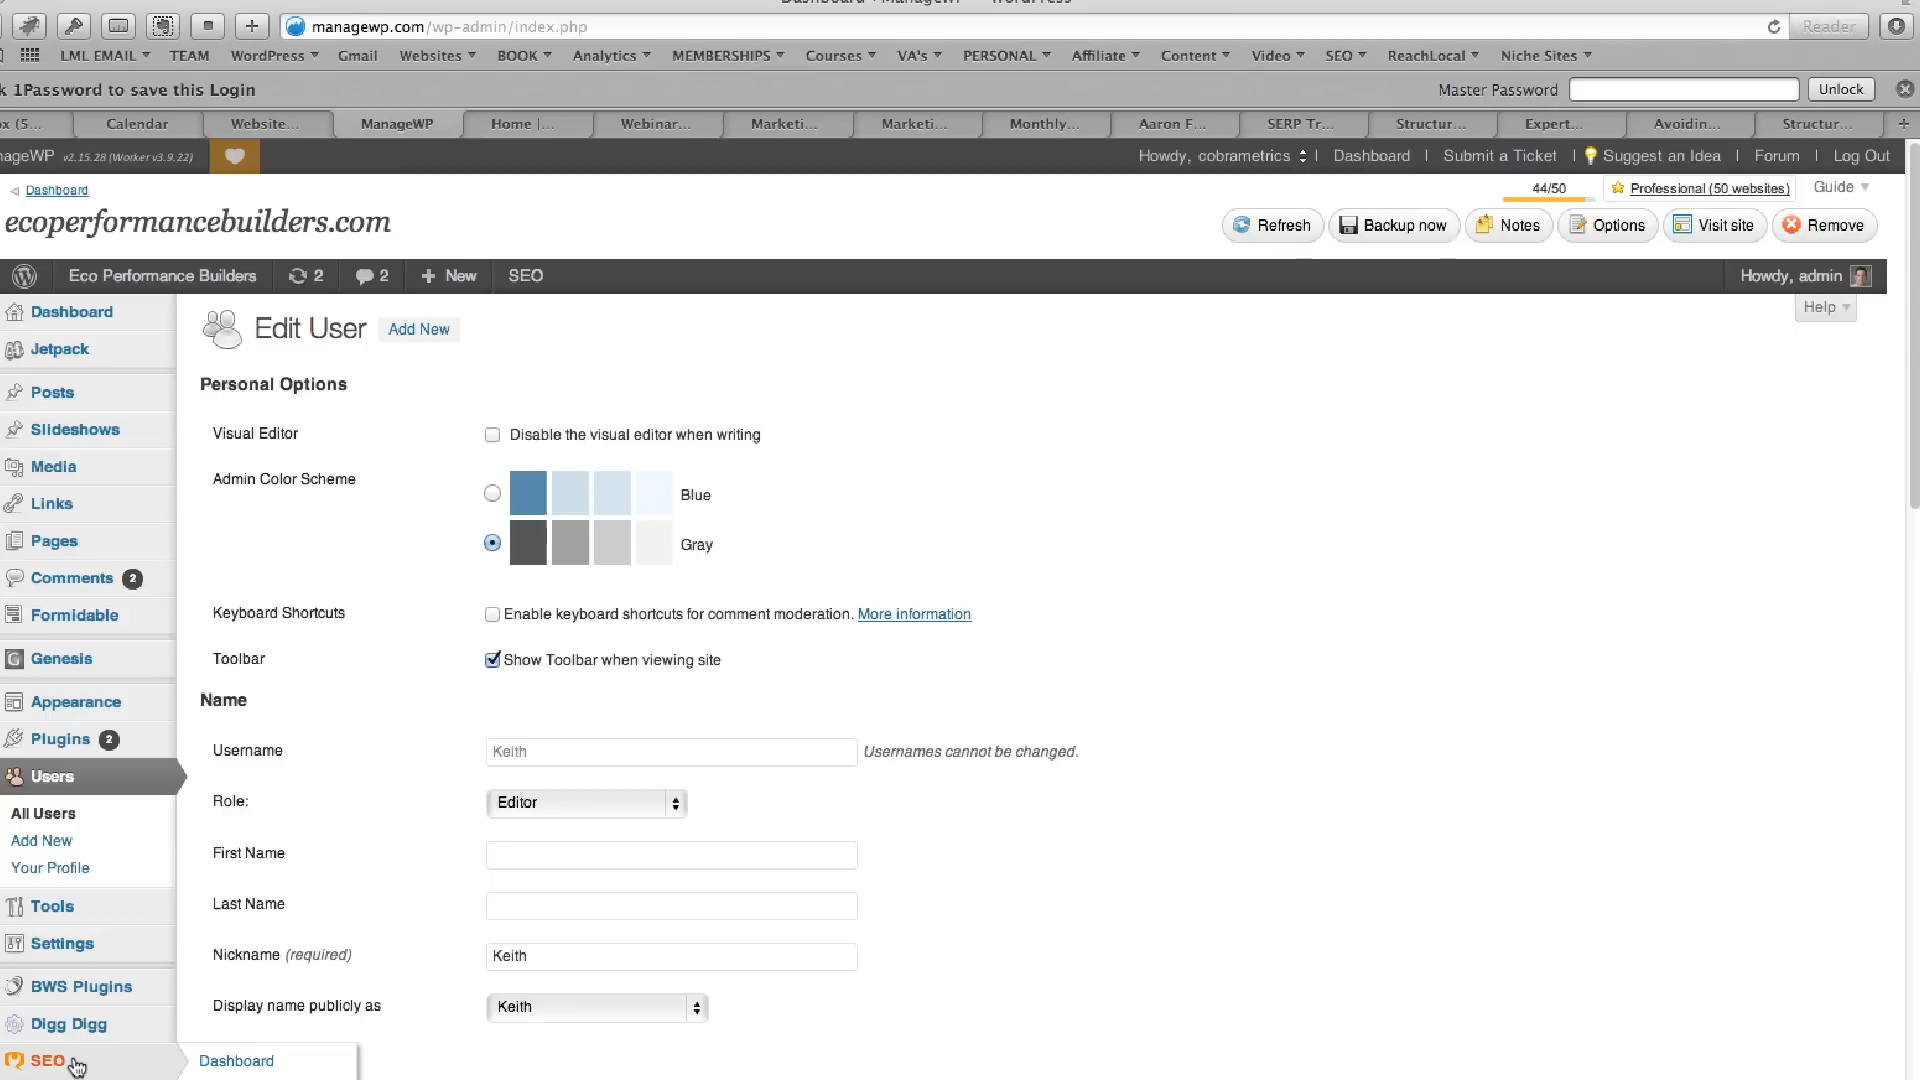 managewp.com/wp-admin/index.php
Reader
LML EMAIL
TEAM
WordPress
Gmail
Websites
BOOK
Analytics
MEMBERSHIPS
Courses
VA's
PERSONAL
Affiliate
Content
Video
SEO
ReachLocal
Niche Sites
k 1Password to save this Login
Master Password
Unlock
ox (5...
Calendar
Website...
ManageWP
Home |...
Webinar...
Marketi...
Marketi...
Monthly...
Aaron F...
SERP Tr...
Structur...
Expert...
Avoidin...
Structur...
+
nageWP v2.15.28 (Worker v3.9.22)
Howdy, cobrametrics | Dashboard | Submit a Ticket | Suggest an Idea | Forum | Log Out
Dashboard
44/50
Professional (50 websites)
Guide
ecoperformancebuilders.com
Refresh
Backup now
Notes
Options
Visit site
Remove
Eco Performance Builders
2
2
+ New
SEO
Howdy, admin
Help
Dashboard
Jetpack
Posts
Slideshows
Media
Links
Pages
Comments 2
Formidable
Genesis
Appearance
Plugins 2
Users
All Users
Add New
Your Profile
Tools
Settings
BWS Plugins
Digg Digg
SEO
Dashboard
Edit User
Add New
Personal Options
Visual Editor
Disable the visual editor when writing
Admin Color Scheme
Blue
Gray
Keyboard Shortcuts
Enable keyboard shortcuts for comment moderation. More information
Toolbar
Show Toolbar when viewing site
Name
Username
Keith
Usernames cannot be changed.
Role:
Editor
First Name
Last Name
Nickname (required)
Keith
Display name publicly as
Keith